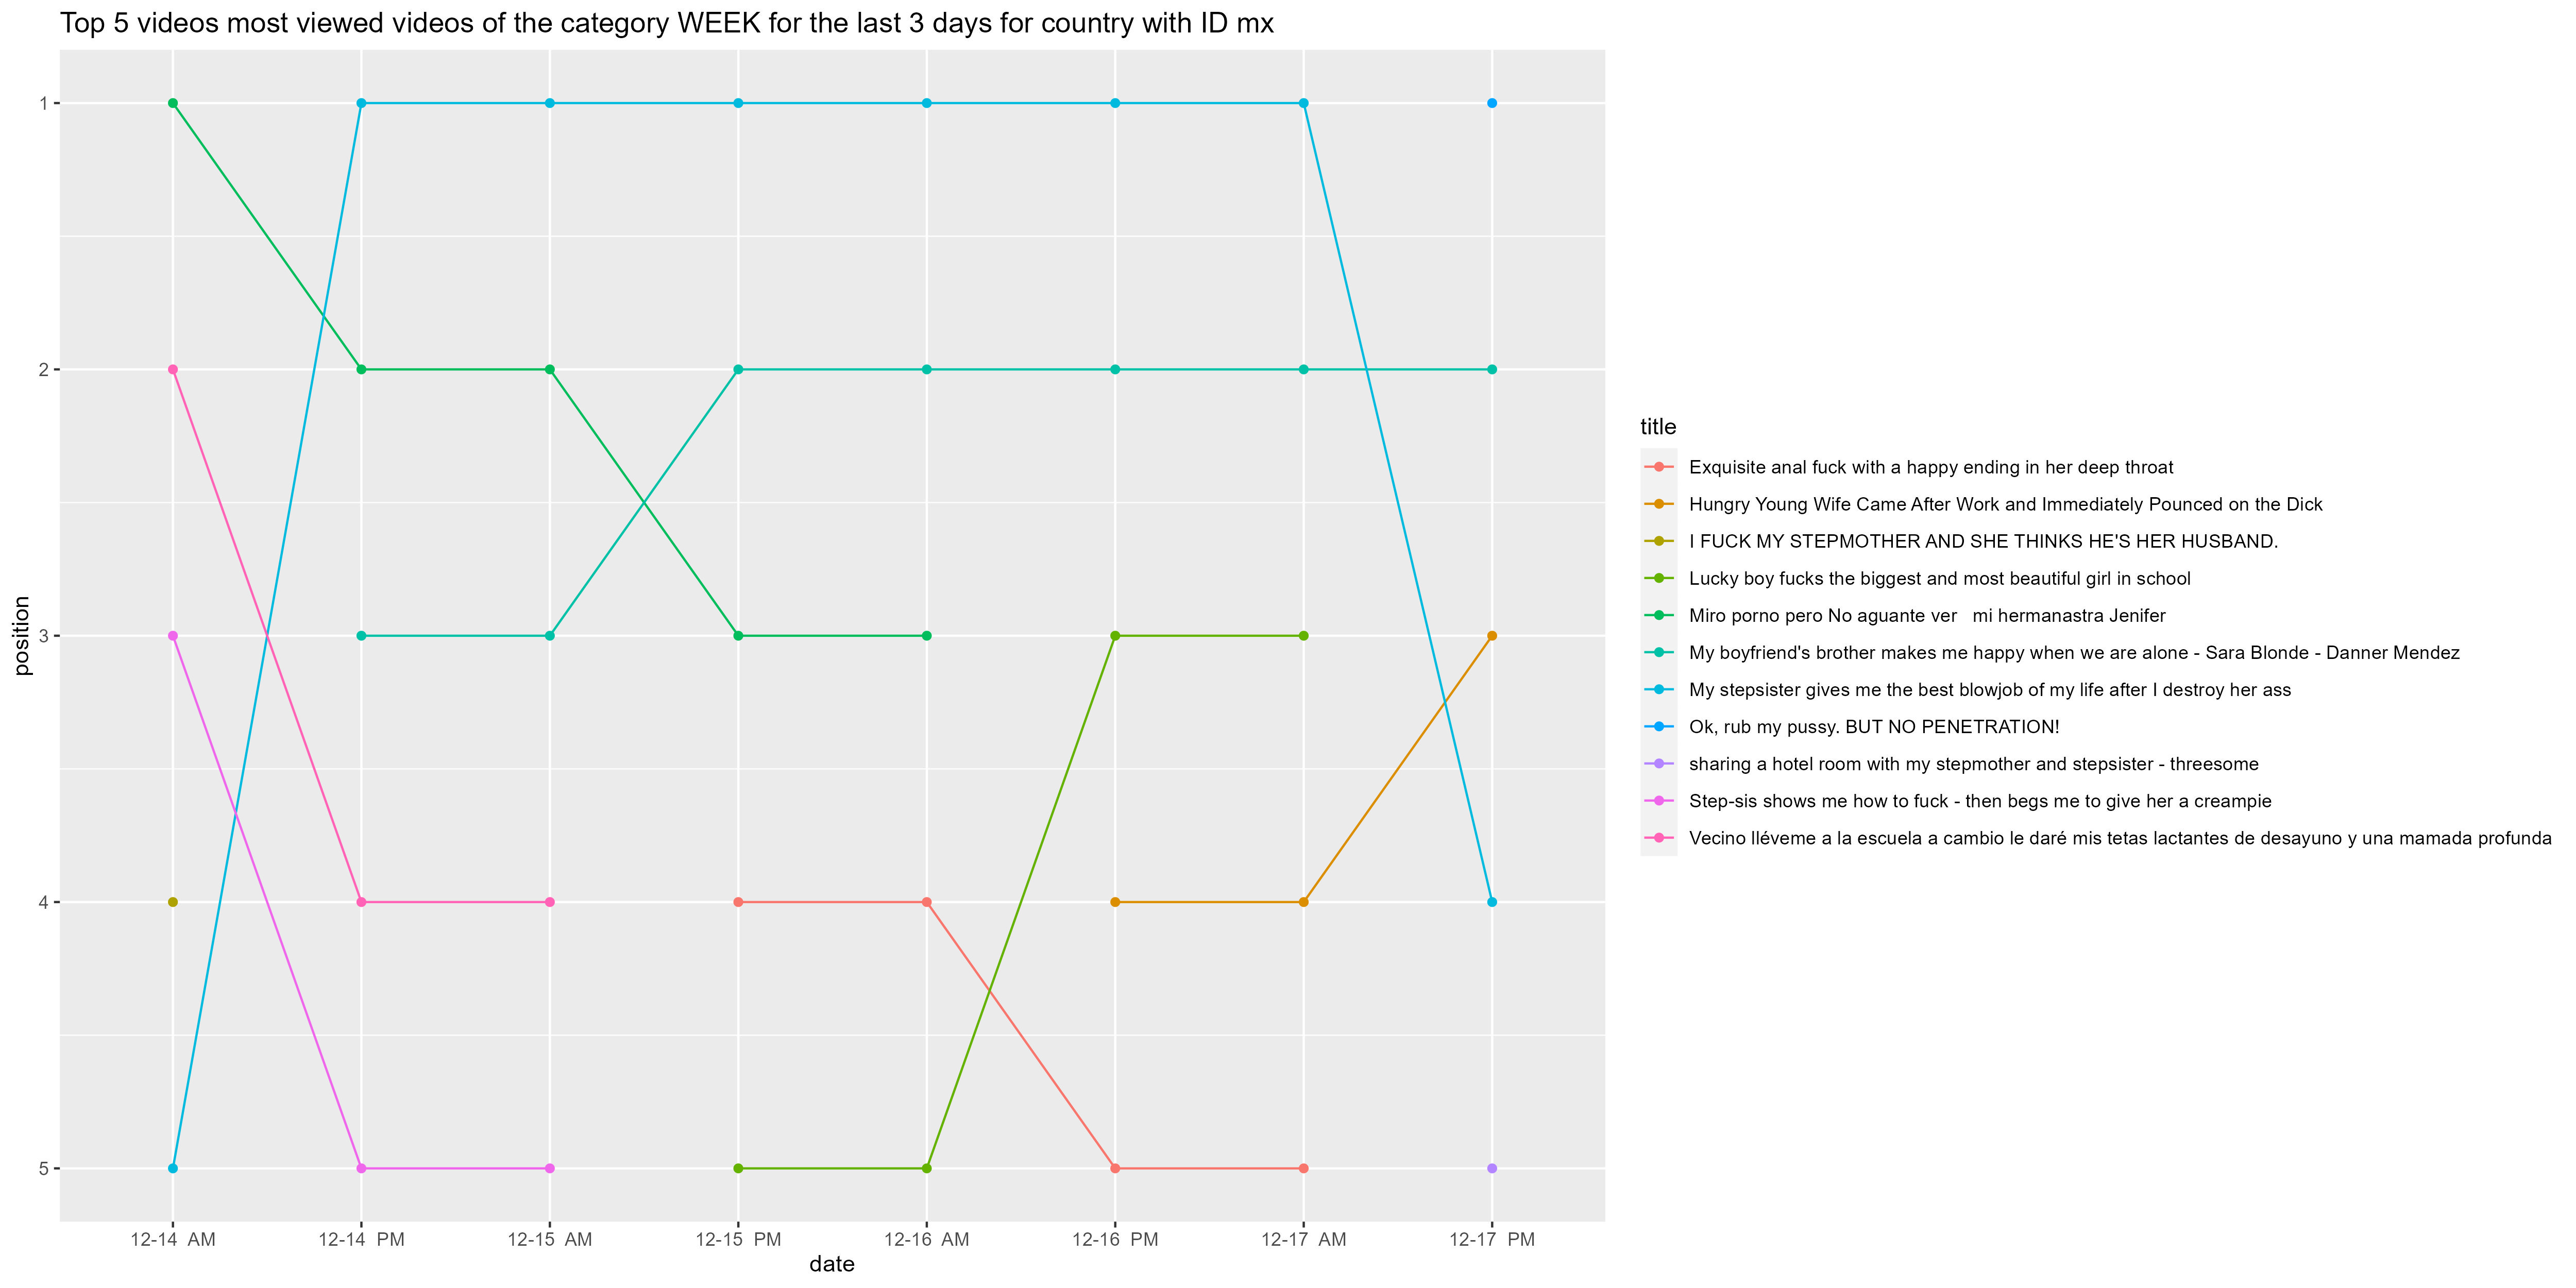 Top 5 videos most viewed videos of the category WEEK for the last 3 days for country with ID mx
position
1
2
3
4
5
12-14 AM
12-14 PM
12-15 AM
12-15 PM
12-16 AM
12-16 PM
12-17 AM
12-17 PM
date
title
Exquisite anal fuck with a happy ending in her deep throat
Hungry Young Wife Came After Work and Immediately Pounced on the Dick
I FUCK MY STEPMOTHER AND SHE THINKS HE'S HER HUSBAND.
Lucky boy fucks the biggest and most beautiful girl in school
Miro porno pero No aguante ver   mi hermanastra Jenifer
My boyfriend's brother makes me happy when we are alone - Sara Blonde - Danner Mendez
My stepsister gives me the best blowjob of my life after I destroy her ass
Ok, rub my pussy. BUT NO PENETRATION!
sharing a hotel room with my stepmother and stepsister - threesome
Step-sis shows me how to fuck - then begs me to give her a creampie
Vecino lléveme a la escuela a cambio le daré mis tetas lactantes de desayuno y una mamada profunda